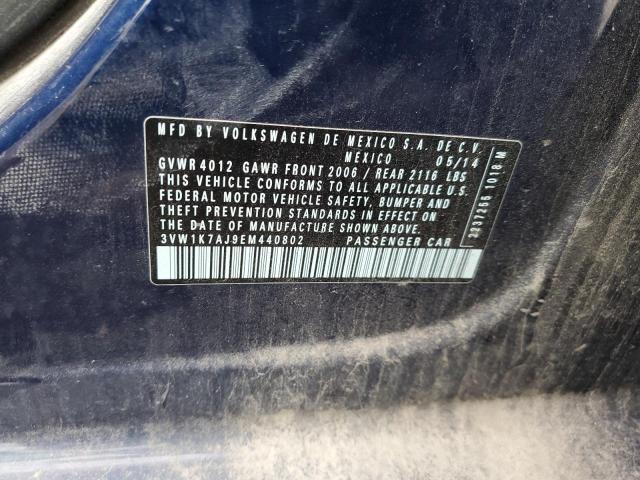 MFD BY VOLKSWAGEN DE MEXICO S.A. DE C.V.
MEXICO 05/14
GVWR 4012 GAWR FRONT 2006 / REAR 2116 LBS
THIS VEHICLE CONFORMS TO ALL APPLICABLE U.S.
FEDERAL MOTOR VEHICLE SAFETY, BUMPER AND
THEFT PREVENTION STANDARDS IN EFFECT ON
THE DATE OF MANUFACTURE SHOWN ABOVE.
3VW1K7AJ9EM440802 PASSENGER CAR
2237256 1018 M